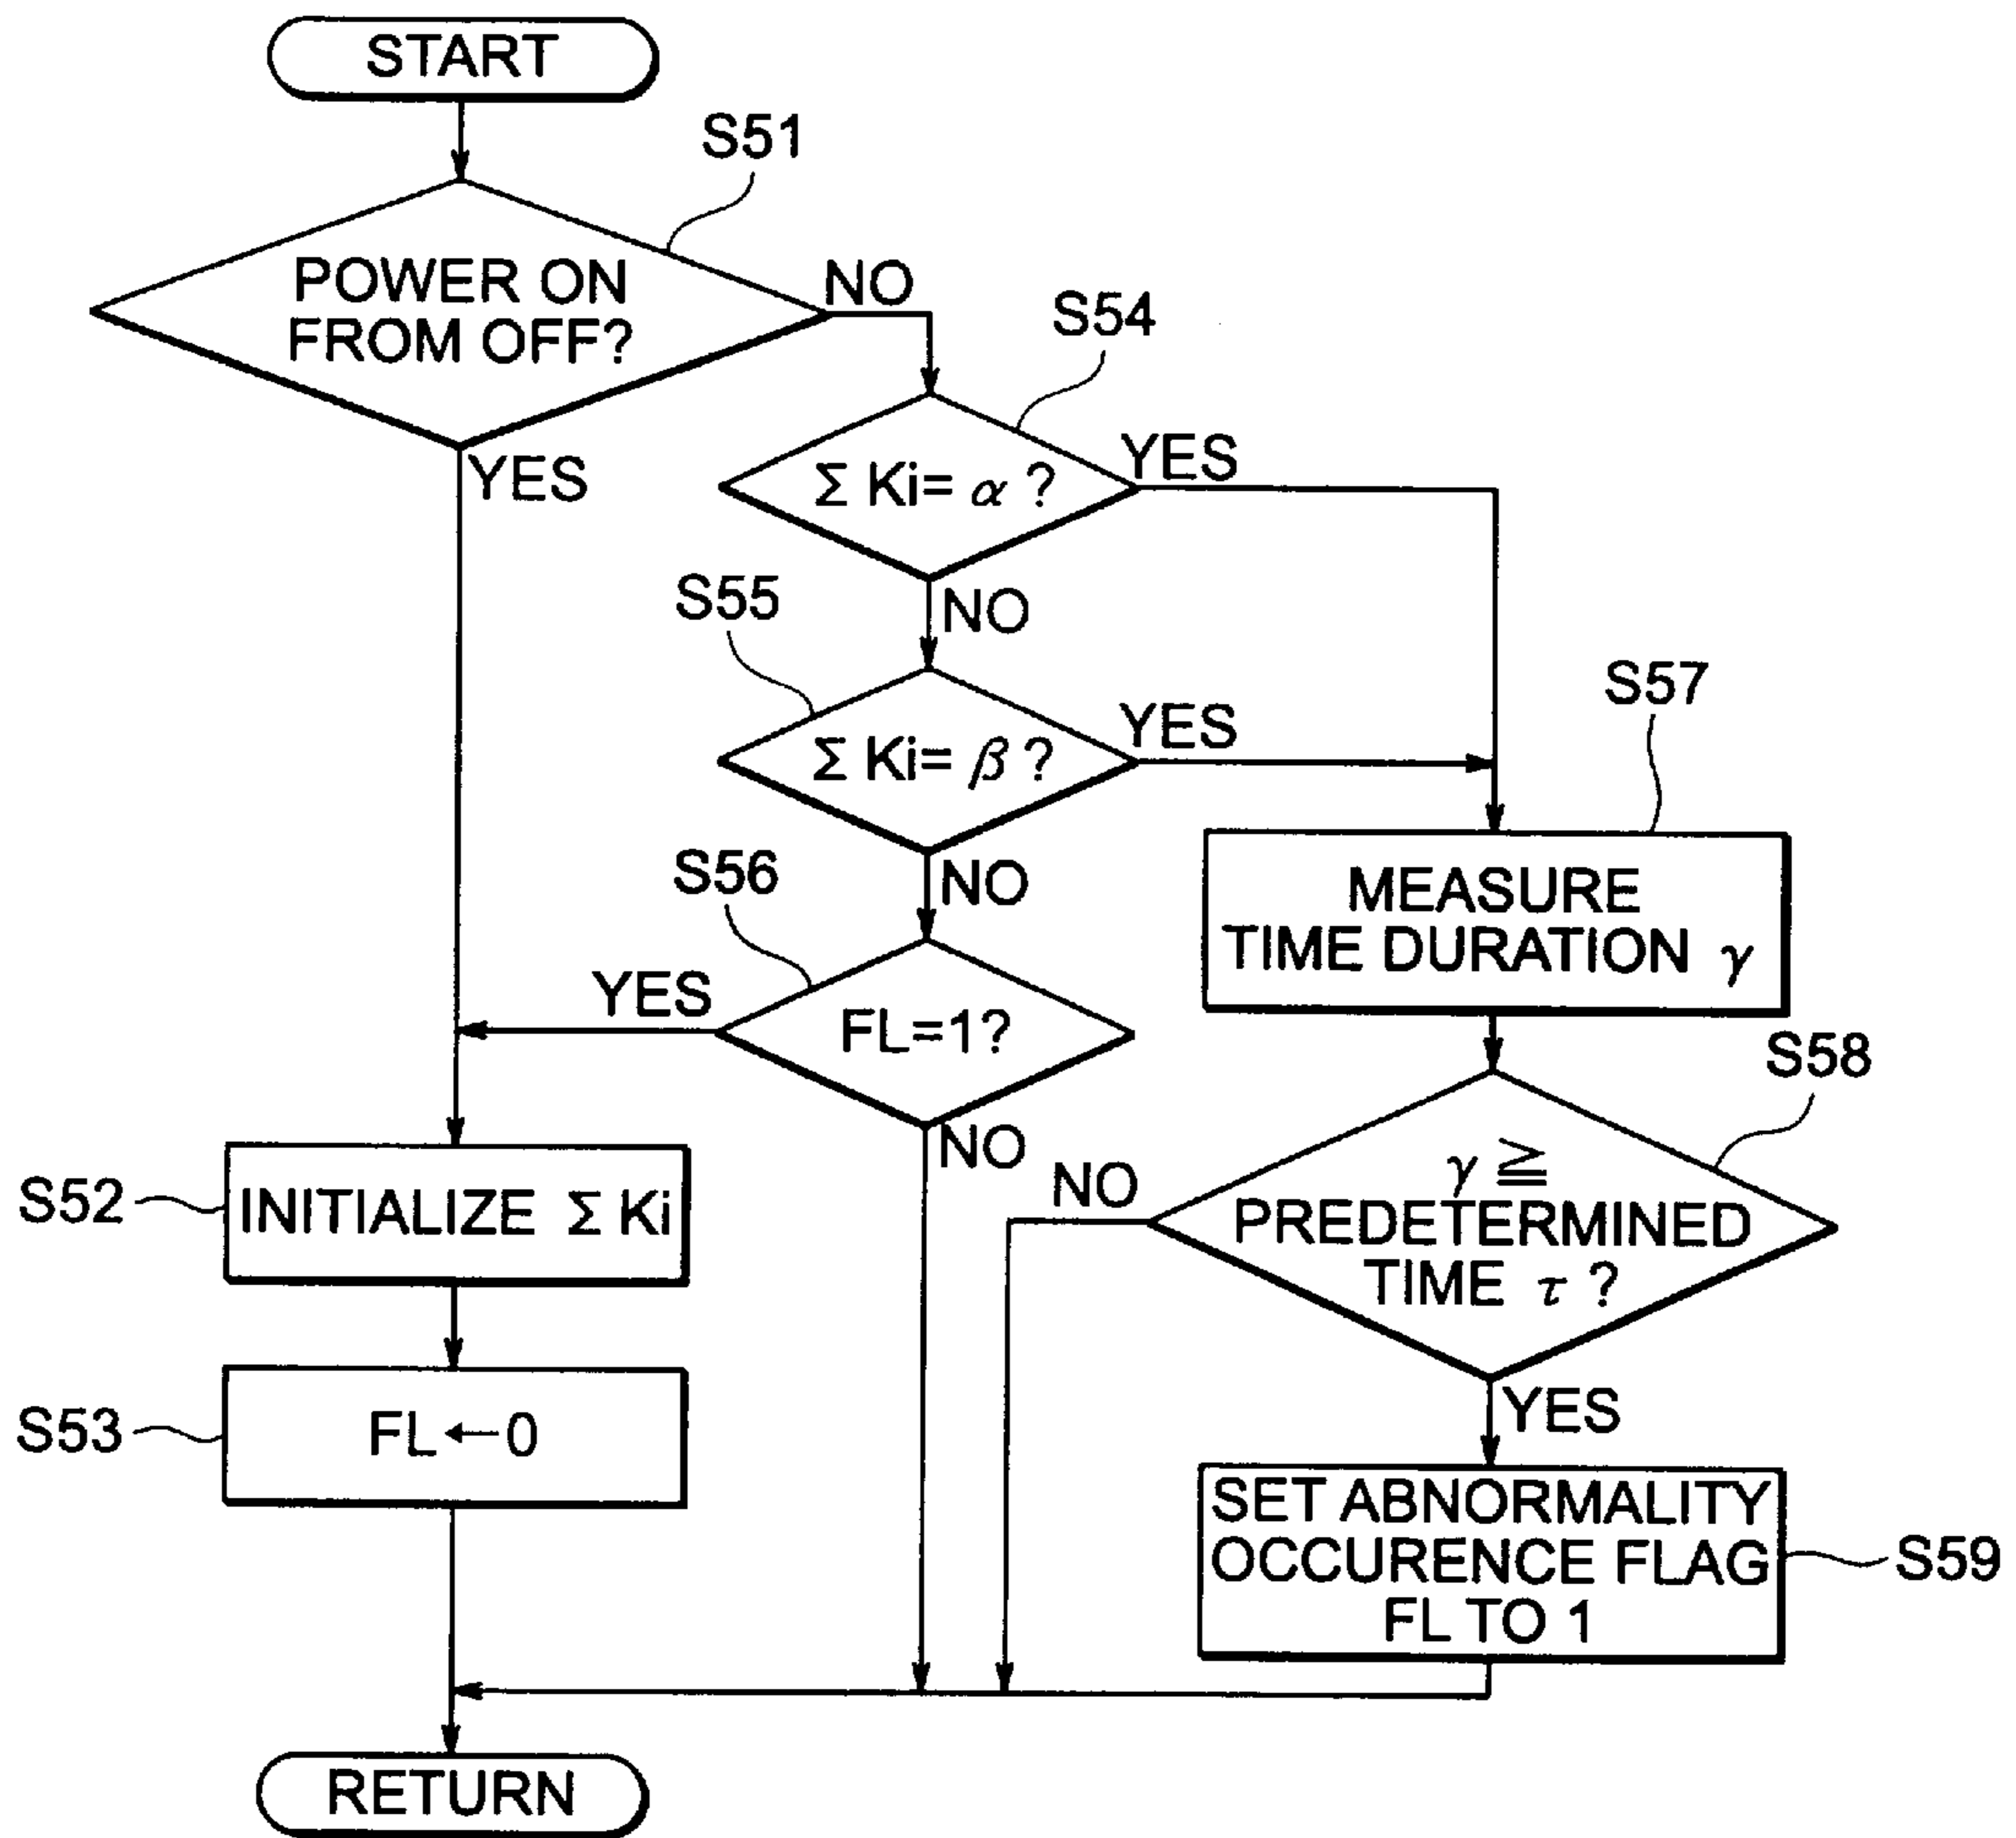 START
S51
POWER ON
FROM OFF?
NO
YES
S54
Σ Ki= α ?
YES
NO
S55
Σ Ki= β ?
YES
NO
S56
FL=1?
YES
NO
S57
MEASURE
TIME DURATION γ
S58
γ ≧
PREDETERMINED
TIME τ ?
NO
YES
S52
INITIALIZE Σ Ki
S53
FL←0
SET ABNORMALITY
OCCURENCE FLAG
FL TO 1
S59
RETURN